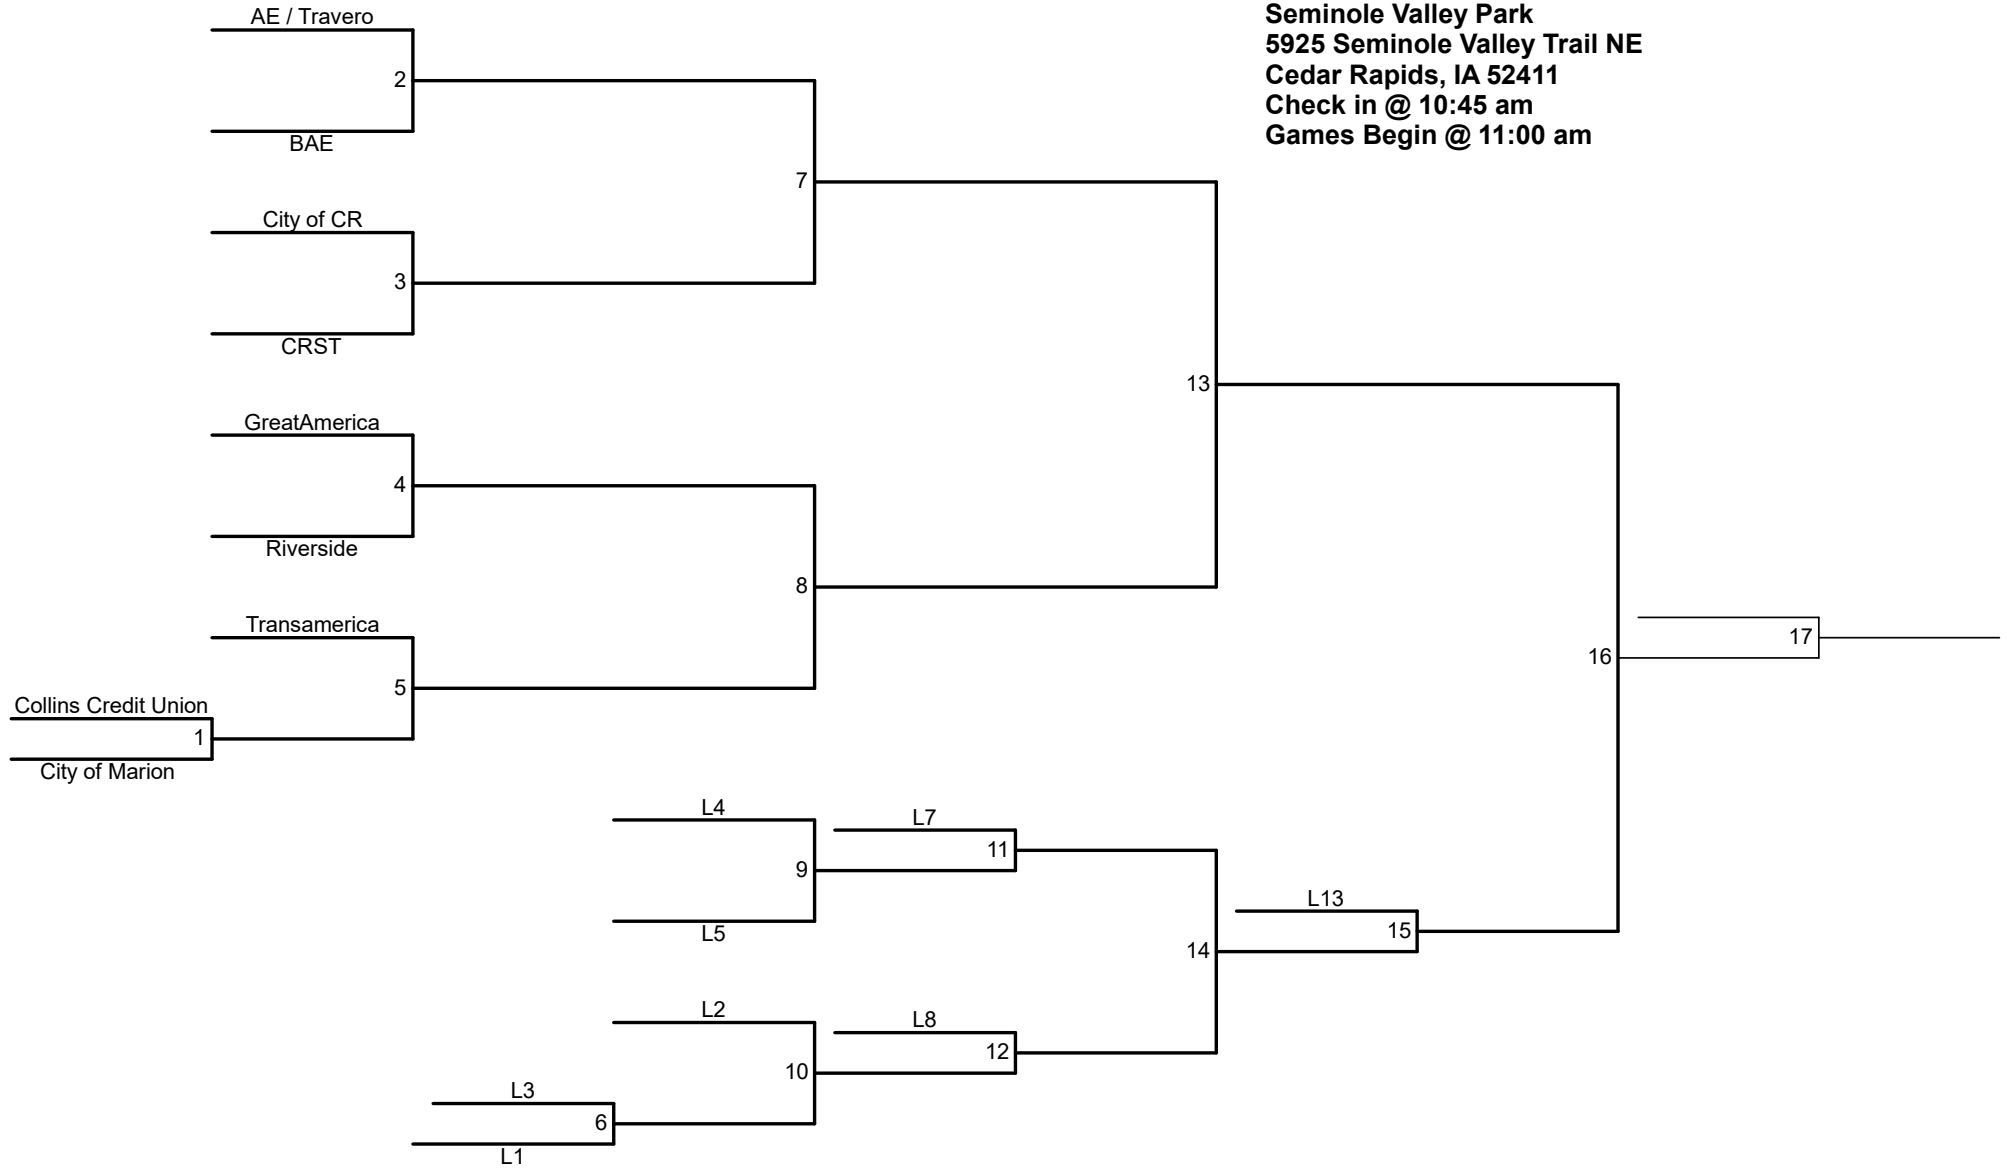 AE / Travero
Seminole Valley Park
5925 Seminole Valley Trail NE
Cedar Rapids, IA 52411
Check in @ 10:45 am
Games Begin @ 11:00 am
2
BAE
7
City of CR
3
CRST
13
GreatAmerica
4
Riverside
8
Transamerica
17
16
5
Collins Credit Union
1
City of Marion
L4
L7
11
9
L13
L5
15
14
L2
L8
12
10
L3
6
L1